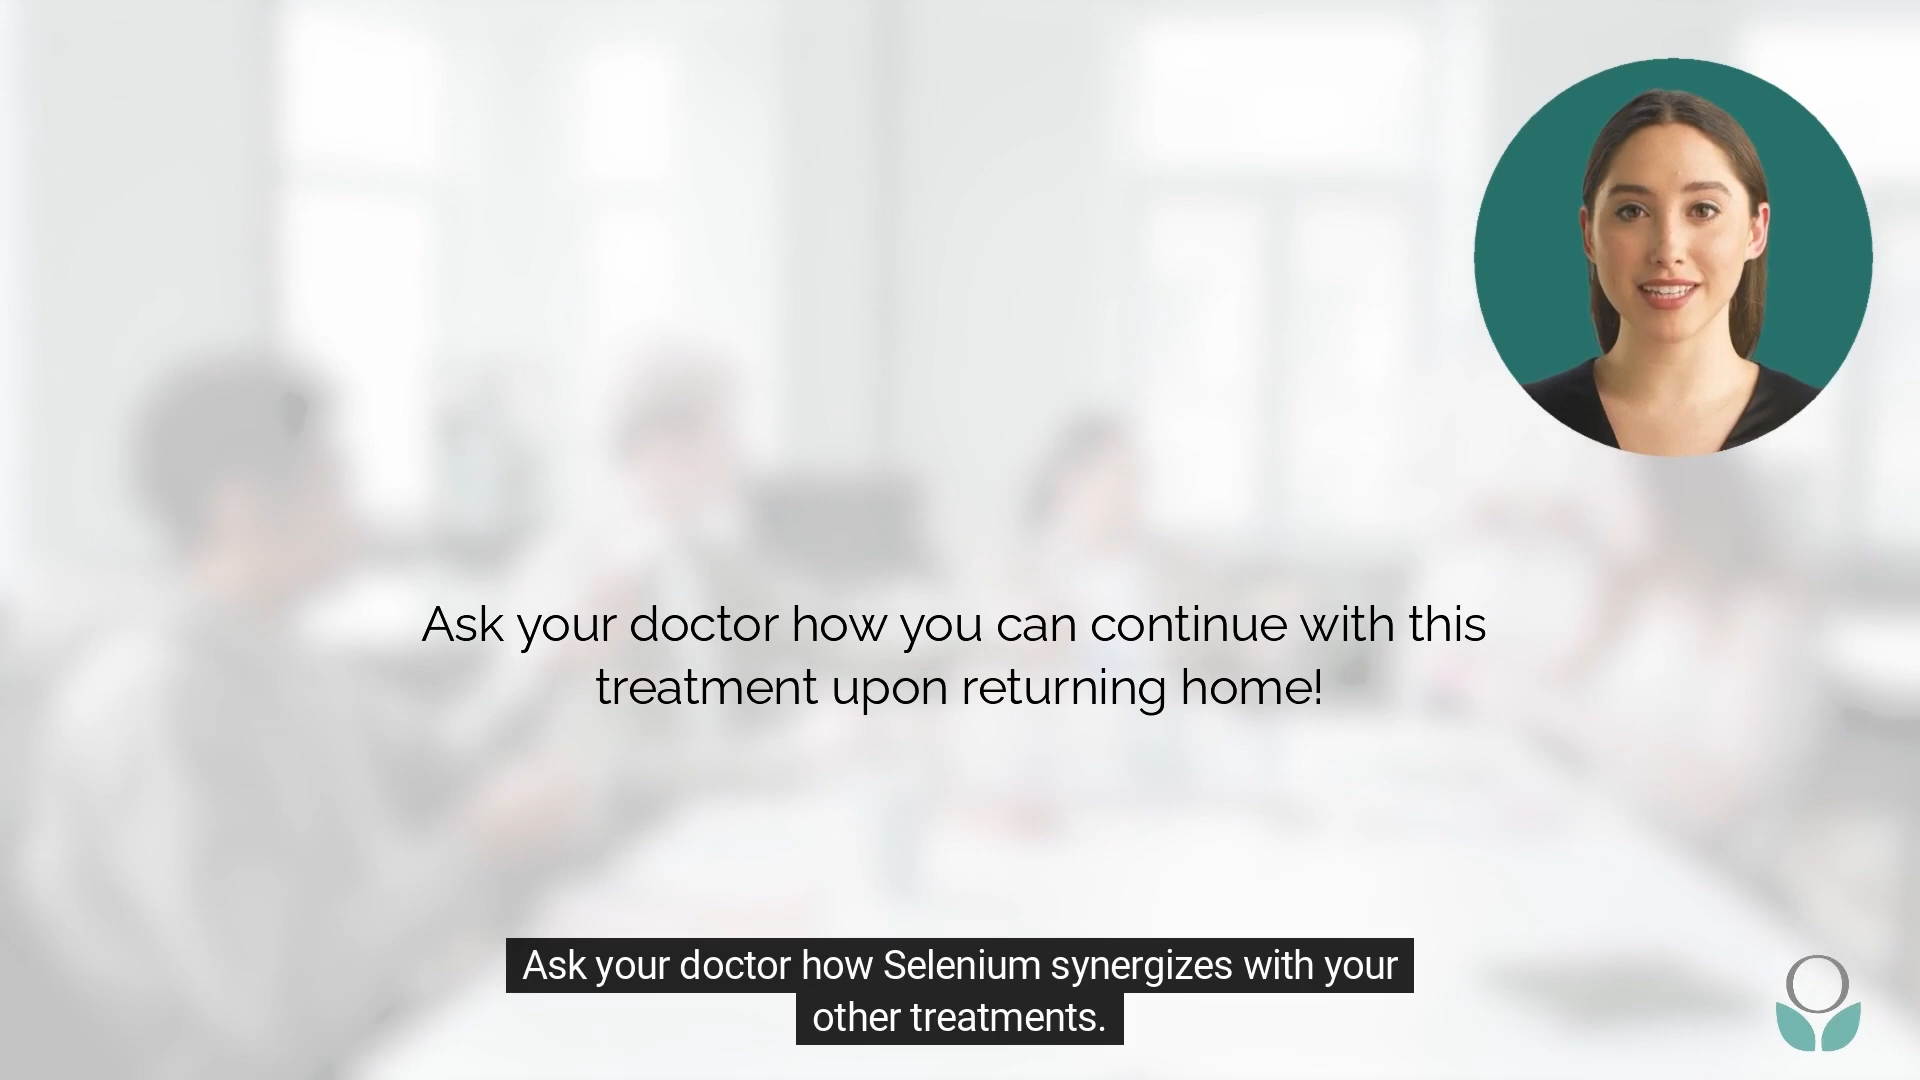 Ask your doctor how you can continue with this
treatment upon returning home!
Ask your doctor how Selenium synergizes with your
other treatments.